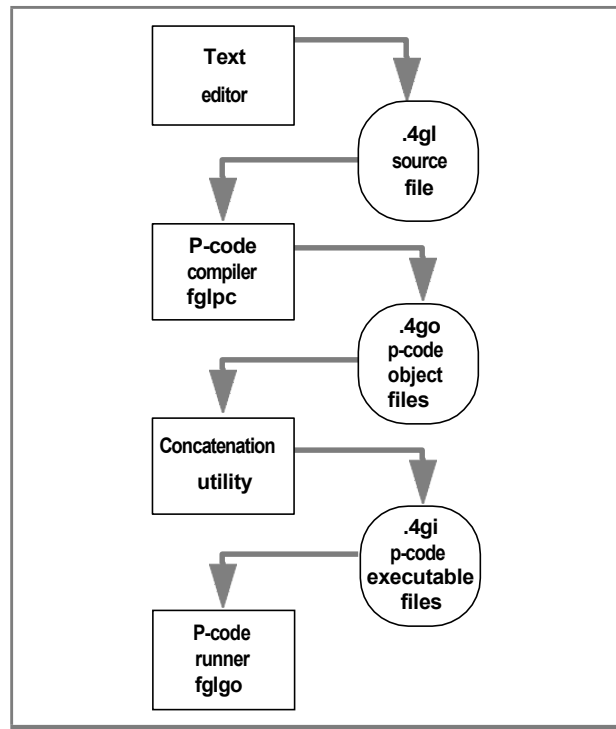 Text
editor
.4gl
source
file
P-code
compiler
fglpc
.4go
p-code
object
files
Concatenation
utility
.4gi
p-code
executable
files
P-code
runner
fglgo